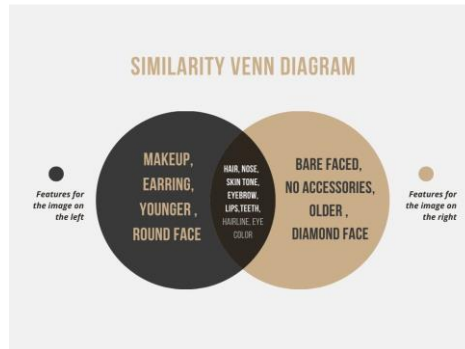 SIMILARITY VENN DIAGRAM
Features for
the image on
the left
MAKEUP,
EARRING,
YOUNGER ,
ROUND FACE
HAIR, NOSE,
SKIN TONE,
EYEBROW,
LIPS,TEETH,
HAIRLINE, EYE
COLOR
BARE FACED,
NO ACCESSORIES,
OLDER ,
DIAMOND FACE
Features for
the image on
the right